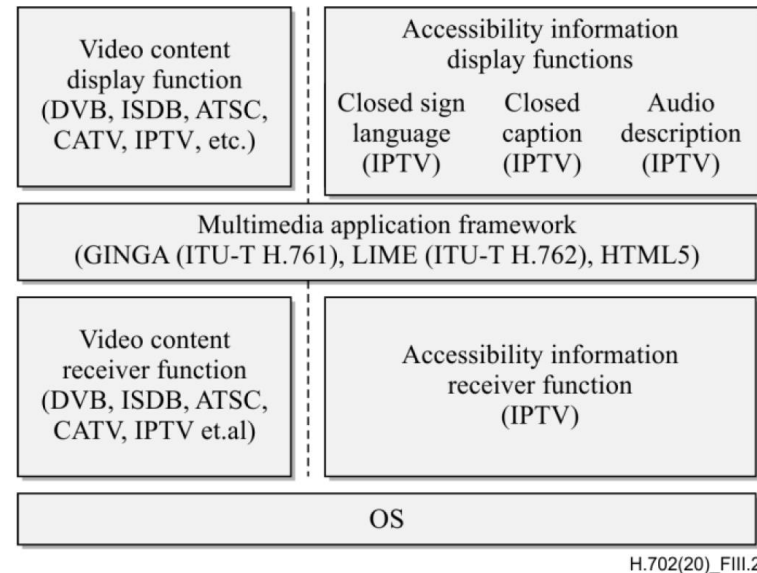 Video content
display function
(DVB, ISDB, ATSC,
CATV, IPTV, etc.)
Accessibility information
display functions
Closed sign
language
(IPTV)
Closed
caption
(IPTV)
Audio
description
(IPTV)
Multimedia application framework
(GINGA (ITU-T H.761), LIME (ITU-T H.762), HTML5)
Video content
receiver function
(DVB, ISDB, ATSC,
CATV, IPTV et.al)
Accessibility information
receiver function
(IPTV)
OS
H.702(20)_FIII.2